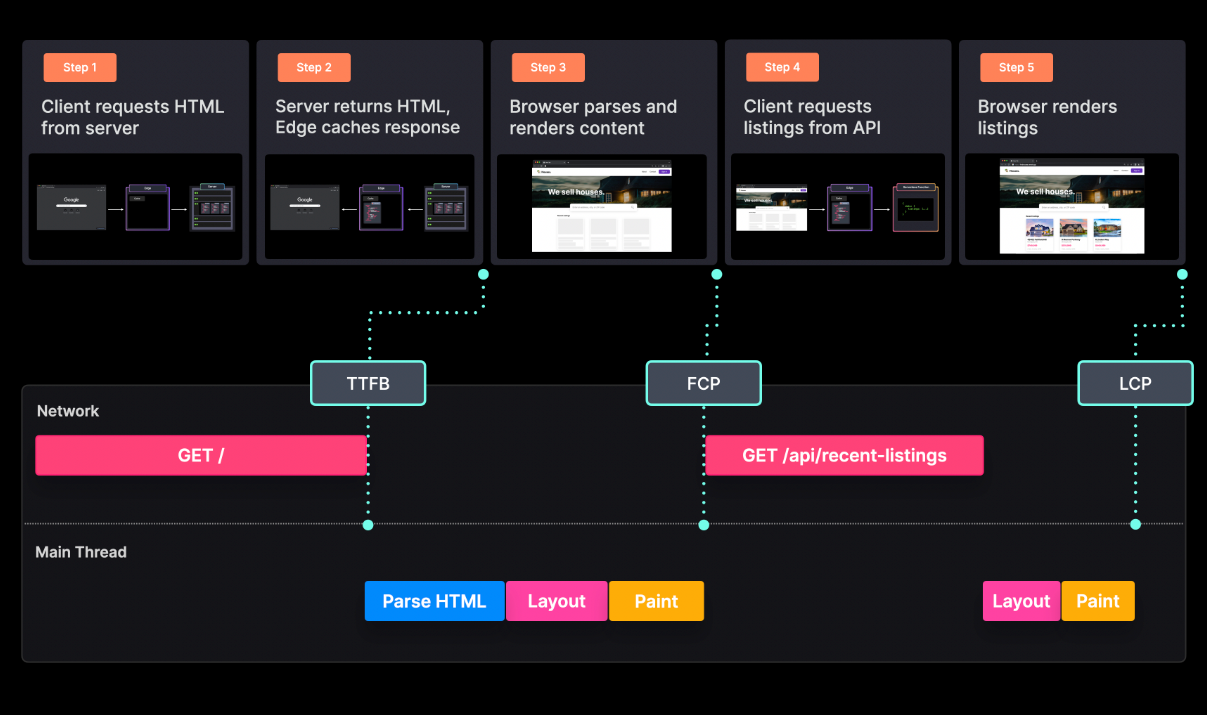 Step 1
Client requests HTML
from server
Google
Edge
Server
Step 2
Server returns HTML,
Edge caches response
Google
Edge
Server
Step 3
Browser parses and
renders content
We sell houses.
Step 4
Client requests
listings from API
We sell houses.
Edge
Step 5
Browser renders
listings
We sell houses.
TTFB
FCP
LCP
Network
GET /
GET /api/recent-listings
Main Thread
Parse HTML
Layout
Paint
Layout
Paint